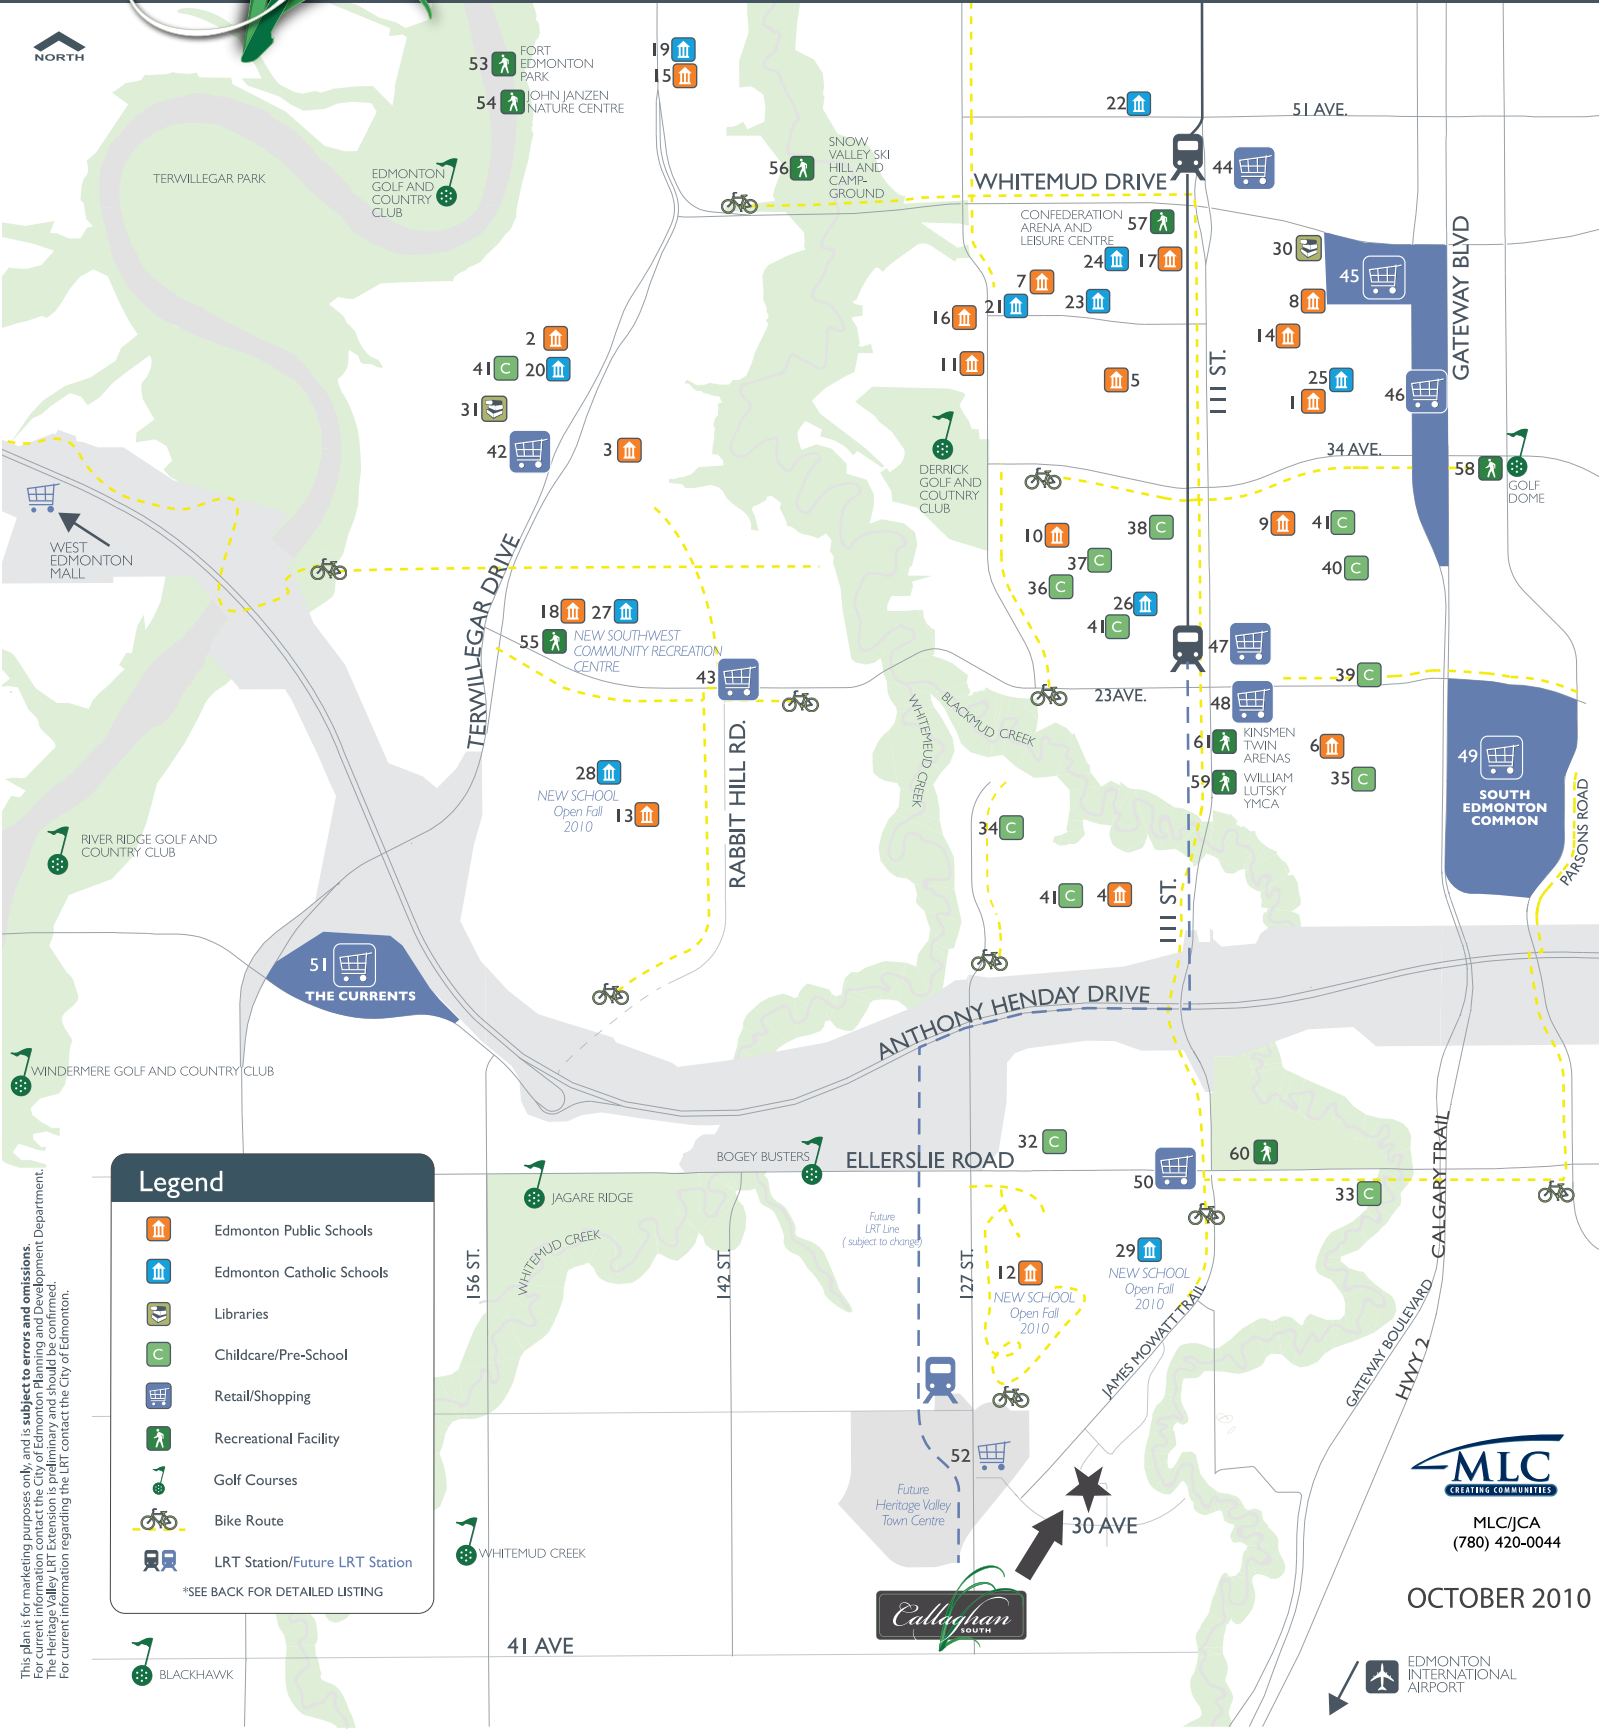 NORTH
53
FORT
EDMONTON
PARK
54
JOHN JANZEN
NATURE CENTRE
19
15
22
51 AVE.
TERWILLEGAR PARK
EDMONTON
GOLF AND
COUNTRY
CLUB
56
SNOW
VALLEY SKI
HILL AND
CAMP-
GROUND
WHITEMUD DRIVE
44
CONFEDERATION
ARENA AND
LEISURE CENTRE
57
24
17
30
45
GATEWAY BLVD
7
21
23
8
16
14
2
41 C
20
11
5
111 ST.
25
1
46
31
42
3
DERRICK
GOLF AND
COUTNRY
CLUB
34 AVE.
58
GOLF
DOME
WEST
EDMONTON
MALL
TERWILLEGAR DRIVE
10
38 C
9
41 C
37 C
40 C
36 C
26
41 C
18
27
55
NEW SOUTHWEST
COMMUNITY RECREATION
CENTRE
43
47
39 C
23AVE.
48
WHITEMEUD CREEK
BLACKMUD CREEK
61
KINSMEN
TWIN
ARENAS
6
59
WILLIAM
LUTSKY
YMCA
35 C
49
SOUTH
EDMONTON
COMMON
PARSONS ROAD
28
NEW SCHOOL
Open Fall
2010
13
RABBIT HILL RD.
34 C
RIVER RIDGE GOLF AND
COUNTRY CLUB
41 C
4
111 ST.
51
THE CURRENTS
ANTHONY HENDAY DRIVE
WINDERMERE GOLF AND COUNTRY CLUB
32 C
BOGEY BUSTERS
ELLERSLIE ROAD
60
50
33 C
CALGARY TRAIL
JAGARE RIDGE
WHITEMUD CREEK
156 ST.
142 ST.
127 ST.
Future
LRT Line
( subject to change)
12
NEW SCHOOL
Open Fall
2010
29
NEW SCHOOL
Open Fall
2010
JAMES MOWATT TRAIL
GATEWAY BOULEVARD
HWY 2
52
Future
Heritage Valley
Town Centre
30 AVE
Callaghan
SOUTH
WHITEMUD CREEK
41 AVE
BLACKHAWK
Legend
Edmonton Public Schools
Edmonton Catholic Schools
Libraries
C Childcare/Pre-School
Retail/Shopping
Recreational Facility
Golf Courses
Bike Route
LRT Station/Future LRT Station
*SEE BACK FOR DETAILED LISTING
This plan is for marketing purposes only, and is subject to errors and omissions.
For current information contact the City of Edmonton Planning and Development Department.
The Heritage Valley LRT Extension is preliminary and should be confirmed.
For current information regarding the LRT contact the City of Edmonton.
MLC
CREATING COMMUNITIES
MLC/JCA
(780) 420-0044
OCTOBER 2010
EDMONTON
INTERNATIONAL
AIRPORT